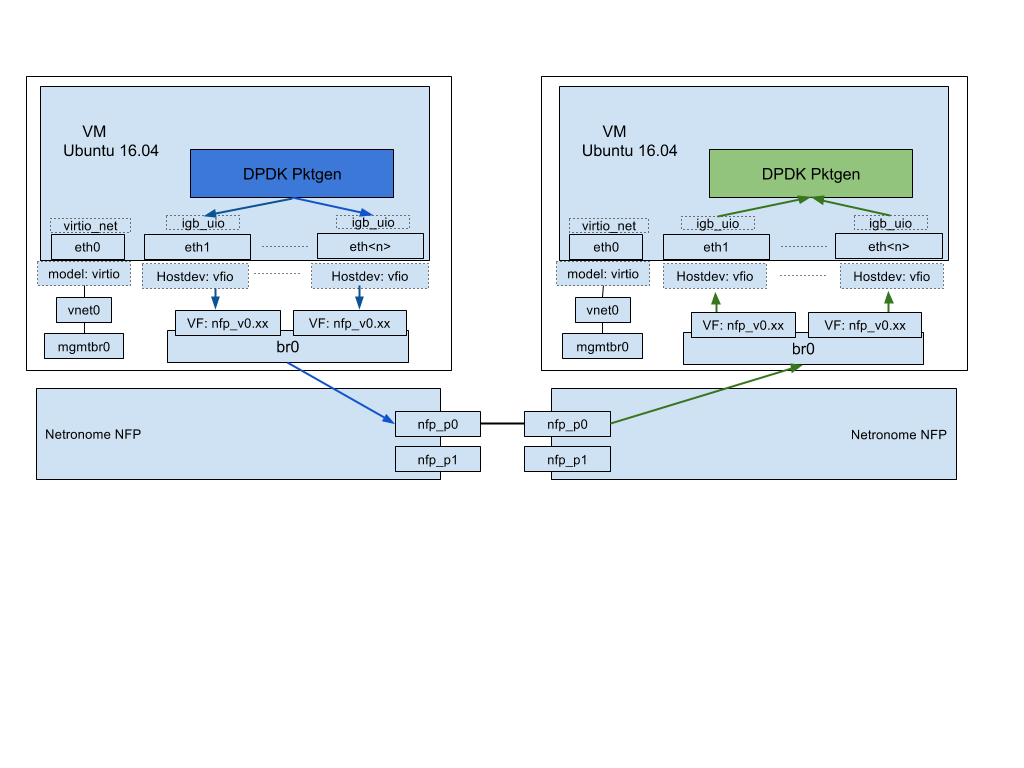 VM
Ubuntu 16.04
DPDK Pktgen
virtio_net
igb_uio
igb_uio
eth0
eth1
eth<n>
model: virtio
Hostdev: vfio
Hostdev: vfio
vnet0
VF: nfp_v0.xx
VF: nfp_v0.xx
mgmtbr0
br0
Netronome NFP
nfp_p0
nfp_p1
VM
Ubuntu 16.04
DPDK Pktgen
virtio_net
igb_uio
igb_uio
eth0
eth1
eth<n>
model: virtio
Hostdev: vfio
Hostdev: vfio
vnet0
VF: nfp_v0.xx
VF: nfp_v0.xx
mgmtbr0
br0
nfp_p0
nfp_p1
Netronome NFP